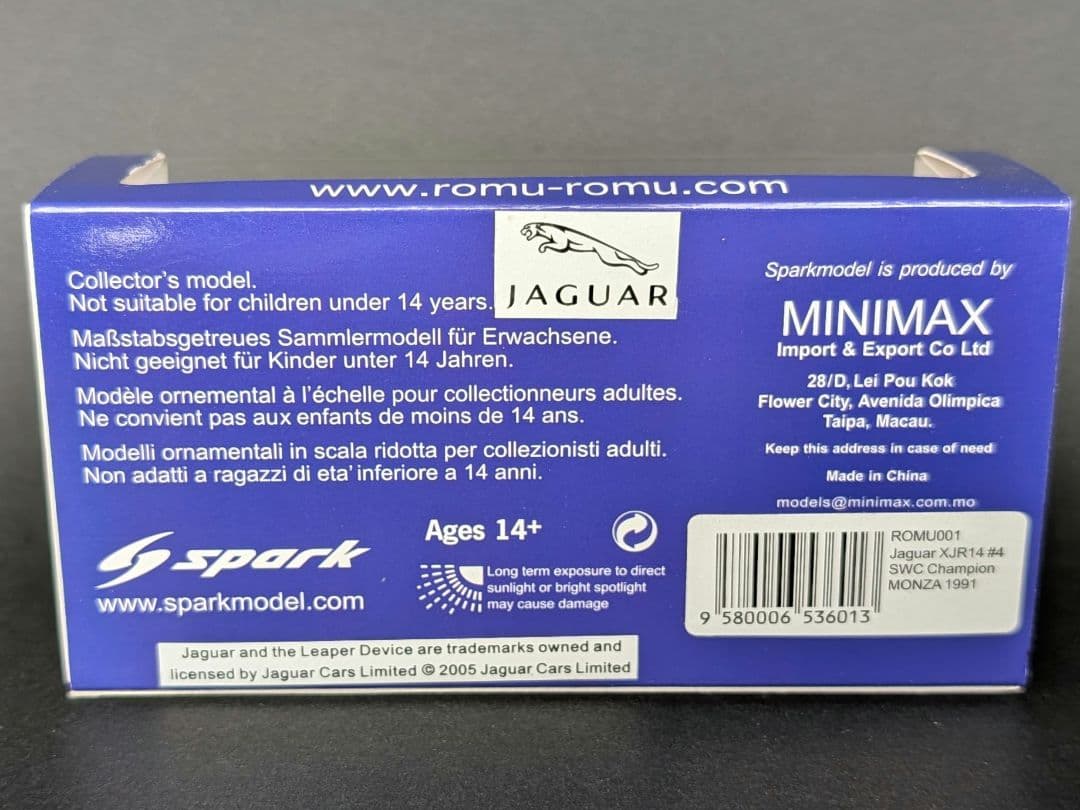 www.romu-romu.com
JAGUAR
Collector's model.
Not suitable for children under 14 years.
Maßstabsgetreues Sammlermodell für Erwachsene.
Nicht geeignet für Kinder unter 14 Jahren.
Modèle ornemental à l'échelle pour collectionneurs adultes.
Ne convient pas aux enfants de moins de 14 ans.
Modelli ornamentali in scala ridotta per collezionisti adulti.
Non adatti a ragazzi di eta' inferiore a 14 anni.
Sparkmodel is produced by
MINIMAX
Import & Export Co Ltd
28/D, Lei Pou Kok
Flower City, Avenida Olimpica
Taipa, Macau.
Keep this address in case of need
Made in China
models@minimax.com.mo
spark
www.sparkmodel.com
Ages 14+
Long term exposure to direct
sunlight or bright spotlight
may cause damage
ROMU001
Jaguar XJR14 #4
SWC Champion
MONZA 1991
9 580006 536013
Jaguar and the Leaper Device are trademarks owned and
licensed by Jaguar Cars Limited © 2005 Jaguar Cars Limited